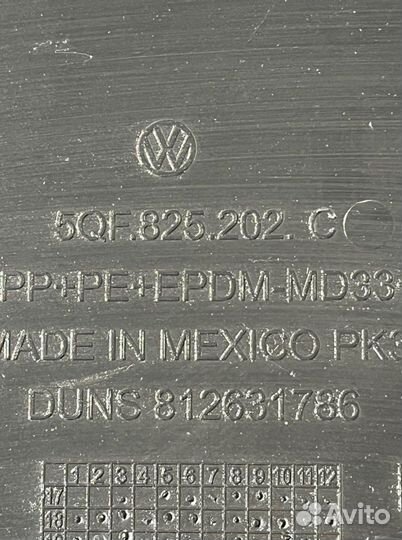 5QF.825.202. C
PP+PE+EPDM-MD33
MADE IN MEXICO PK3
DUNS 812631786
1 2 3 4 5 6 7 8 9 10 11 12
17
18
19
Avito